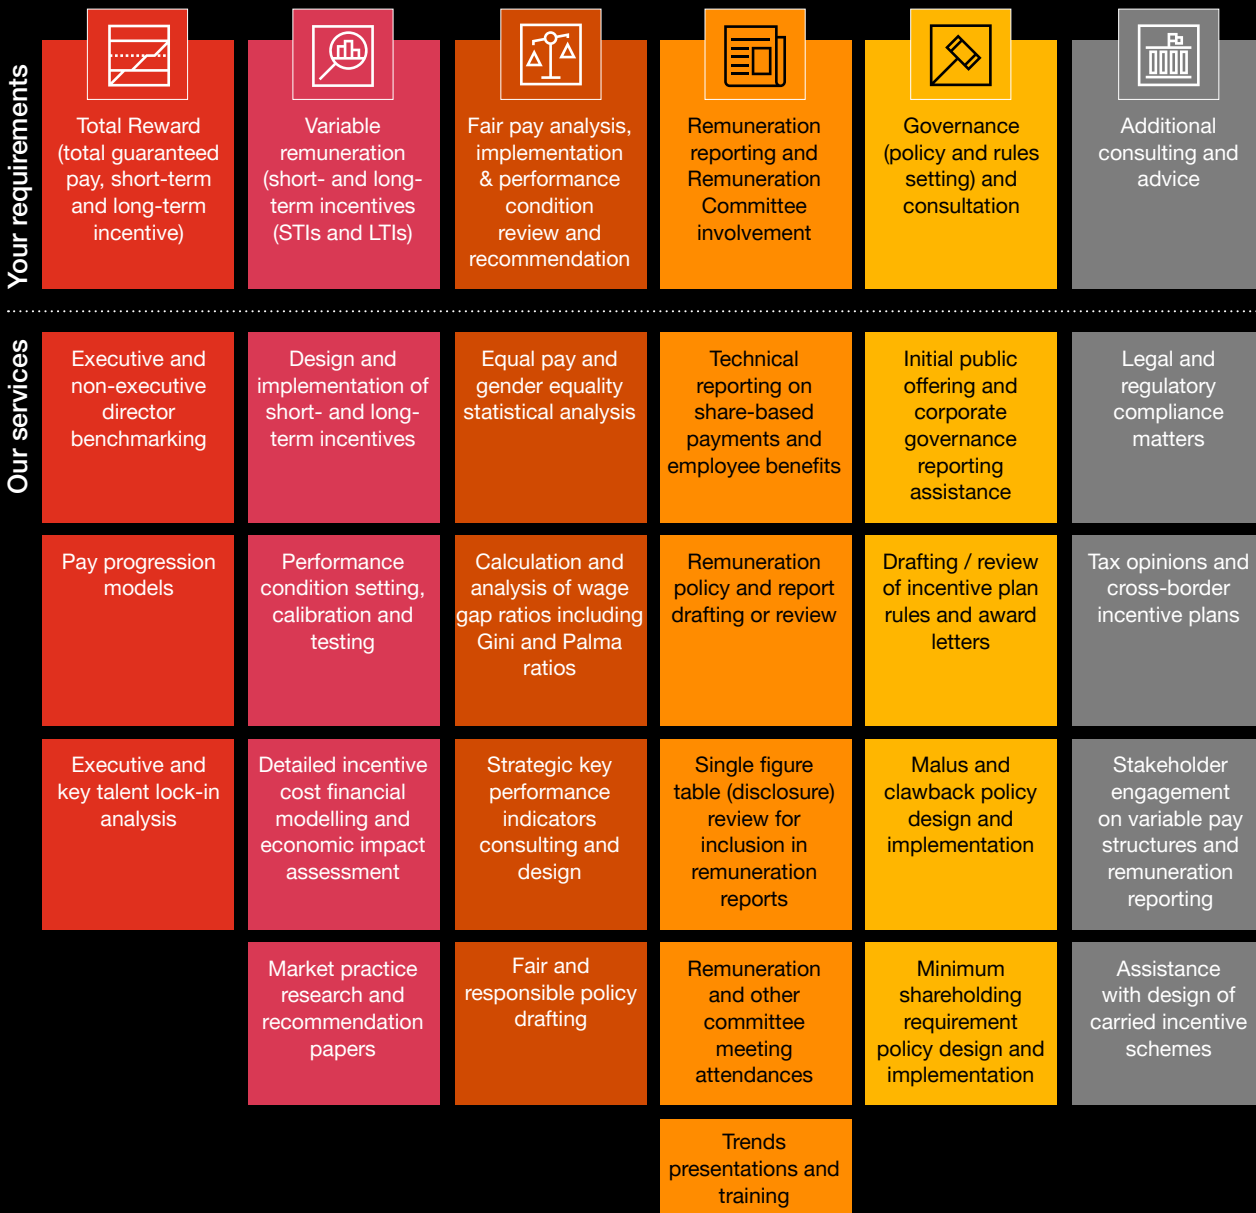 Your requirements
Total Reward
(total guaranteed
pay, short-term
and long-term
incentive)
Variable
remuneration
(short- and long-
term incentives
(STIs and LTIs)
Fair pay analysis,
implementation
& performance
condition
review and
recommendation
Remuneration
reporting and
Remuneration
Committee
involvement
Governance
(policy and rules
setting) and
consultation
Additional
consulting and
advice
Our services
Executive and
non-executive
director
benchmarking
Design and
implementation of
short- and long-
term incentives
Equal pay and
gender equality
statistical analysis
Technical
reporting on
share-based
payments and
employee benefits
Initial public
offering and
corporate
governance
reporting
assistance
Legal and
regulatory
compliance
matters
Pay progression
models
Performance
condition setting,
calibration and
testing
Calculation and
analysis of wage
gap ratios including
Gini and Palma
ratios
Remuneration
policy and report
drafting or review
Drafting / review
of incentive plan
rules and award
letters
Tax opinions and
cross-border
incentive plans
Executive and
key talent lock-in
analysis
Detailed incentive
cost financial
modelling and
economic impact
assessment
Strategic key
performance
indicators
consulting and
design
Single figure
table (disclosure)
review for
inclusion in
remuneration
reports
Malus and
clawback policy
design and
implementation
Stakeholder
engagement
on variable pay
structures and
remuneration
reporting
Market practice
research and
recommendation
papers
Fair and
responsible policy
drafting
Remuneration
and other
committee
meeting
attendances
Minimum
shareholding
requirement
policy design and
implementation
Assistance
with design of
carried incentive
schemes
Trends
presentations and
training